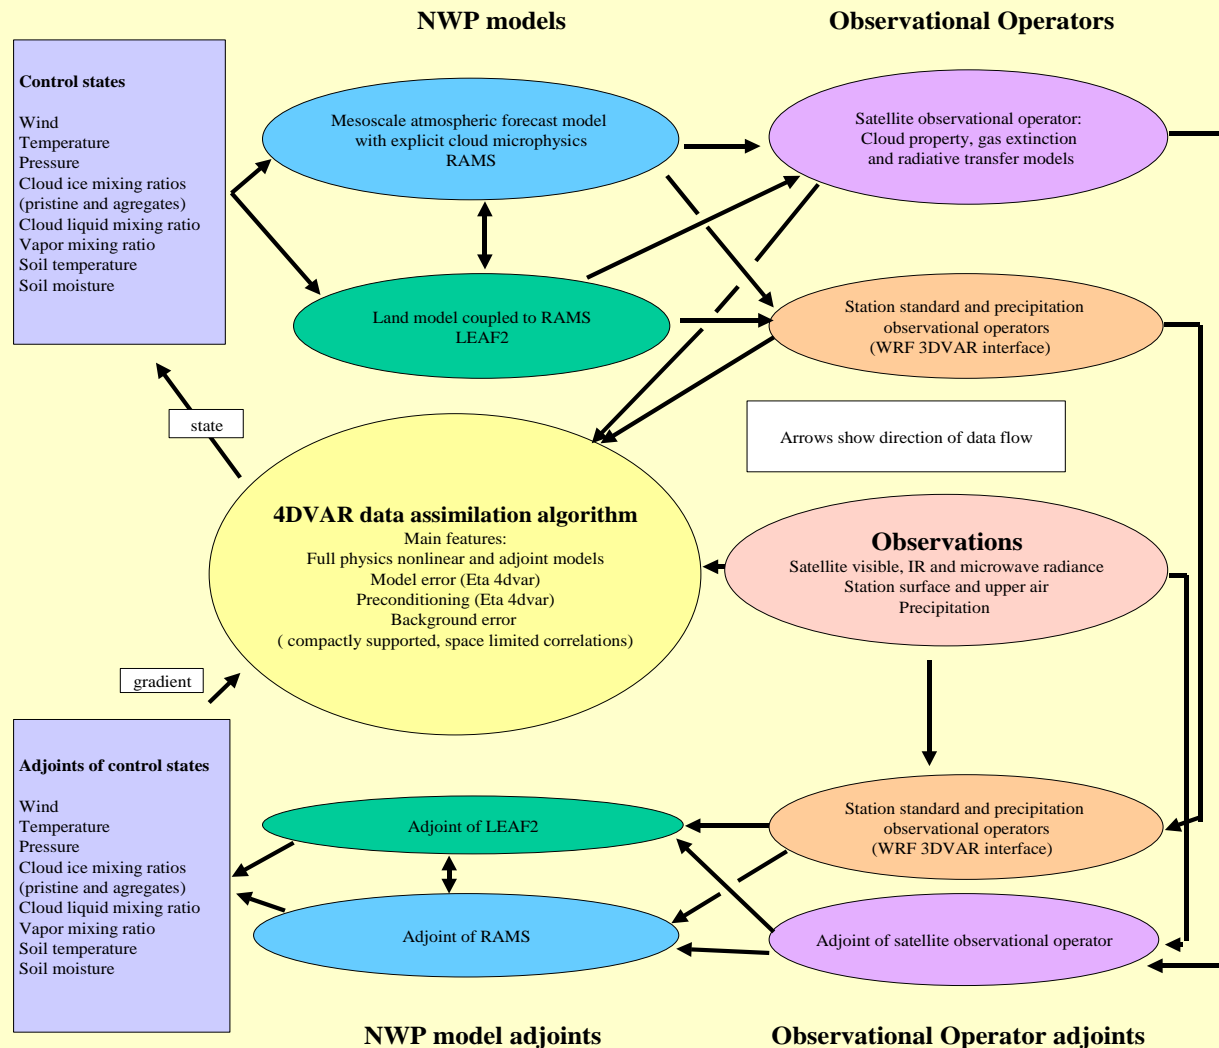 NWP models
Observational Operators
Control states
Wind
Temperature
Pressure
Cloud ice mixing ratios
(pristine and agregates)
Cloud liquid mixing ratio
Vapor mixing ratio
Soil temperature
Soil moisture
Mesoscale atmospheric forecast model
with explicit cloud microphysics
RAMS
Satellite observational operator:
Cloud property, gas extinction
and radiative transfer models
Land model coupled to RAMS
LEAF2
Station standard and precipitation
observational operators
(WRF 3DVAR interface)
state
Arrows show direction of data flow
4DVAR data assimilation algorithm
Main features:
Full physics nonlinear and adjoint models
Model error (Eta 4dvar)
Preconditioning (Eta 4dvar)
Background error
( compactly supported, space limited correlations)
Observations
Satellite visible, IR and microwave radiance
Station surface and upper air
Precipitation
gradient
Adjoints of control states
Wind
Temperature
Pressure
Cloud ice mixing ratios
(pristine and agregates)
Cloud liquid mixing ratio
Vapor mixing ratio
Soil temperature
Soil moisture
Adjoint of LEAF2
Station standard and precipitation
observational operators
(WRF 3DVAR interface)
Adjoint of RAMS
Adjoint of satellite observational operator
NWP model adjoints
Observational Operator adjoints